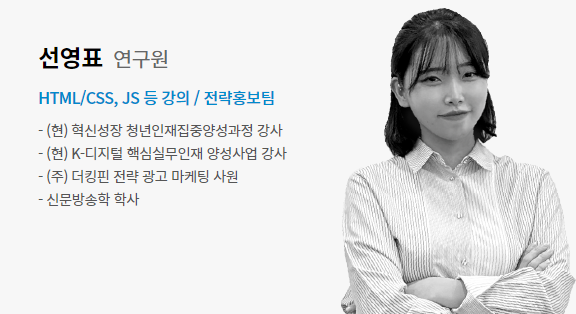 선영표 연구원
HTML/CSS, JS 등 강의 / 전략홍보팀
- (현) 혁신성장 청년인재집중양성과정 강사
- (현) K-디지털 핵심실무인재 양성사업 강사
- (주) 더킹핀 전략 광고 마케팅 사원
- 신문방송학 학사